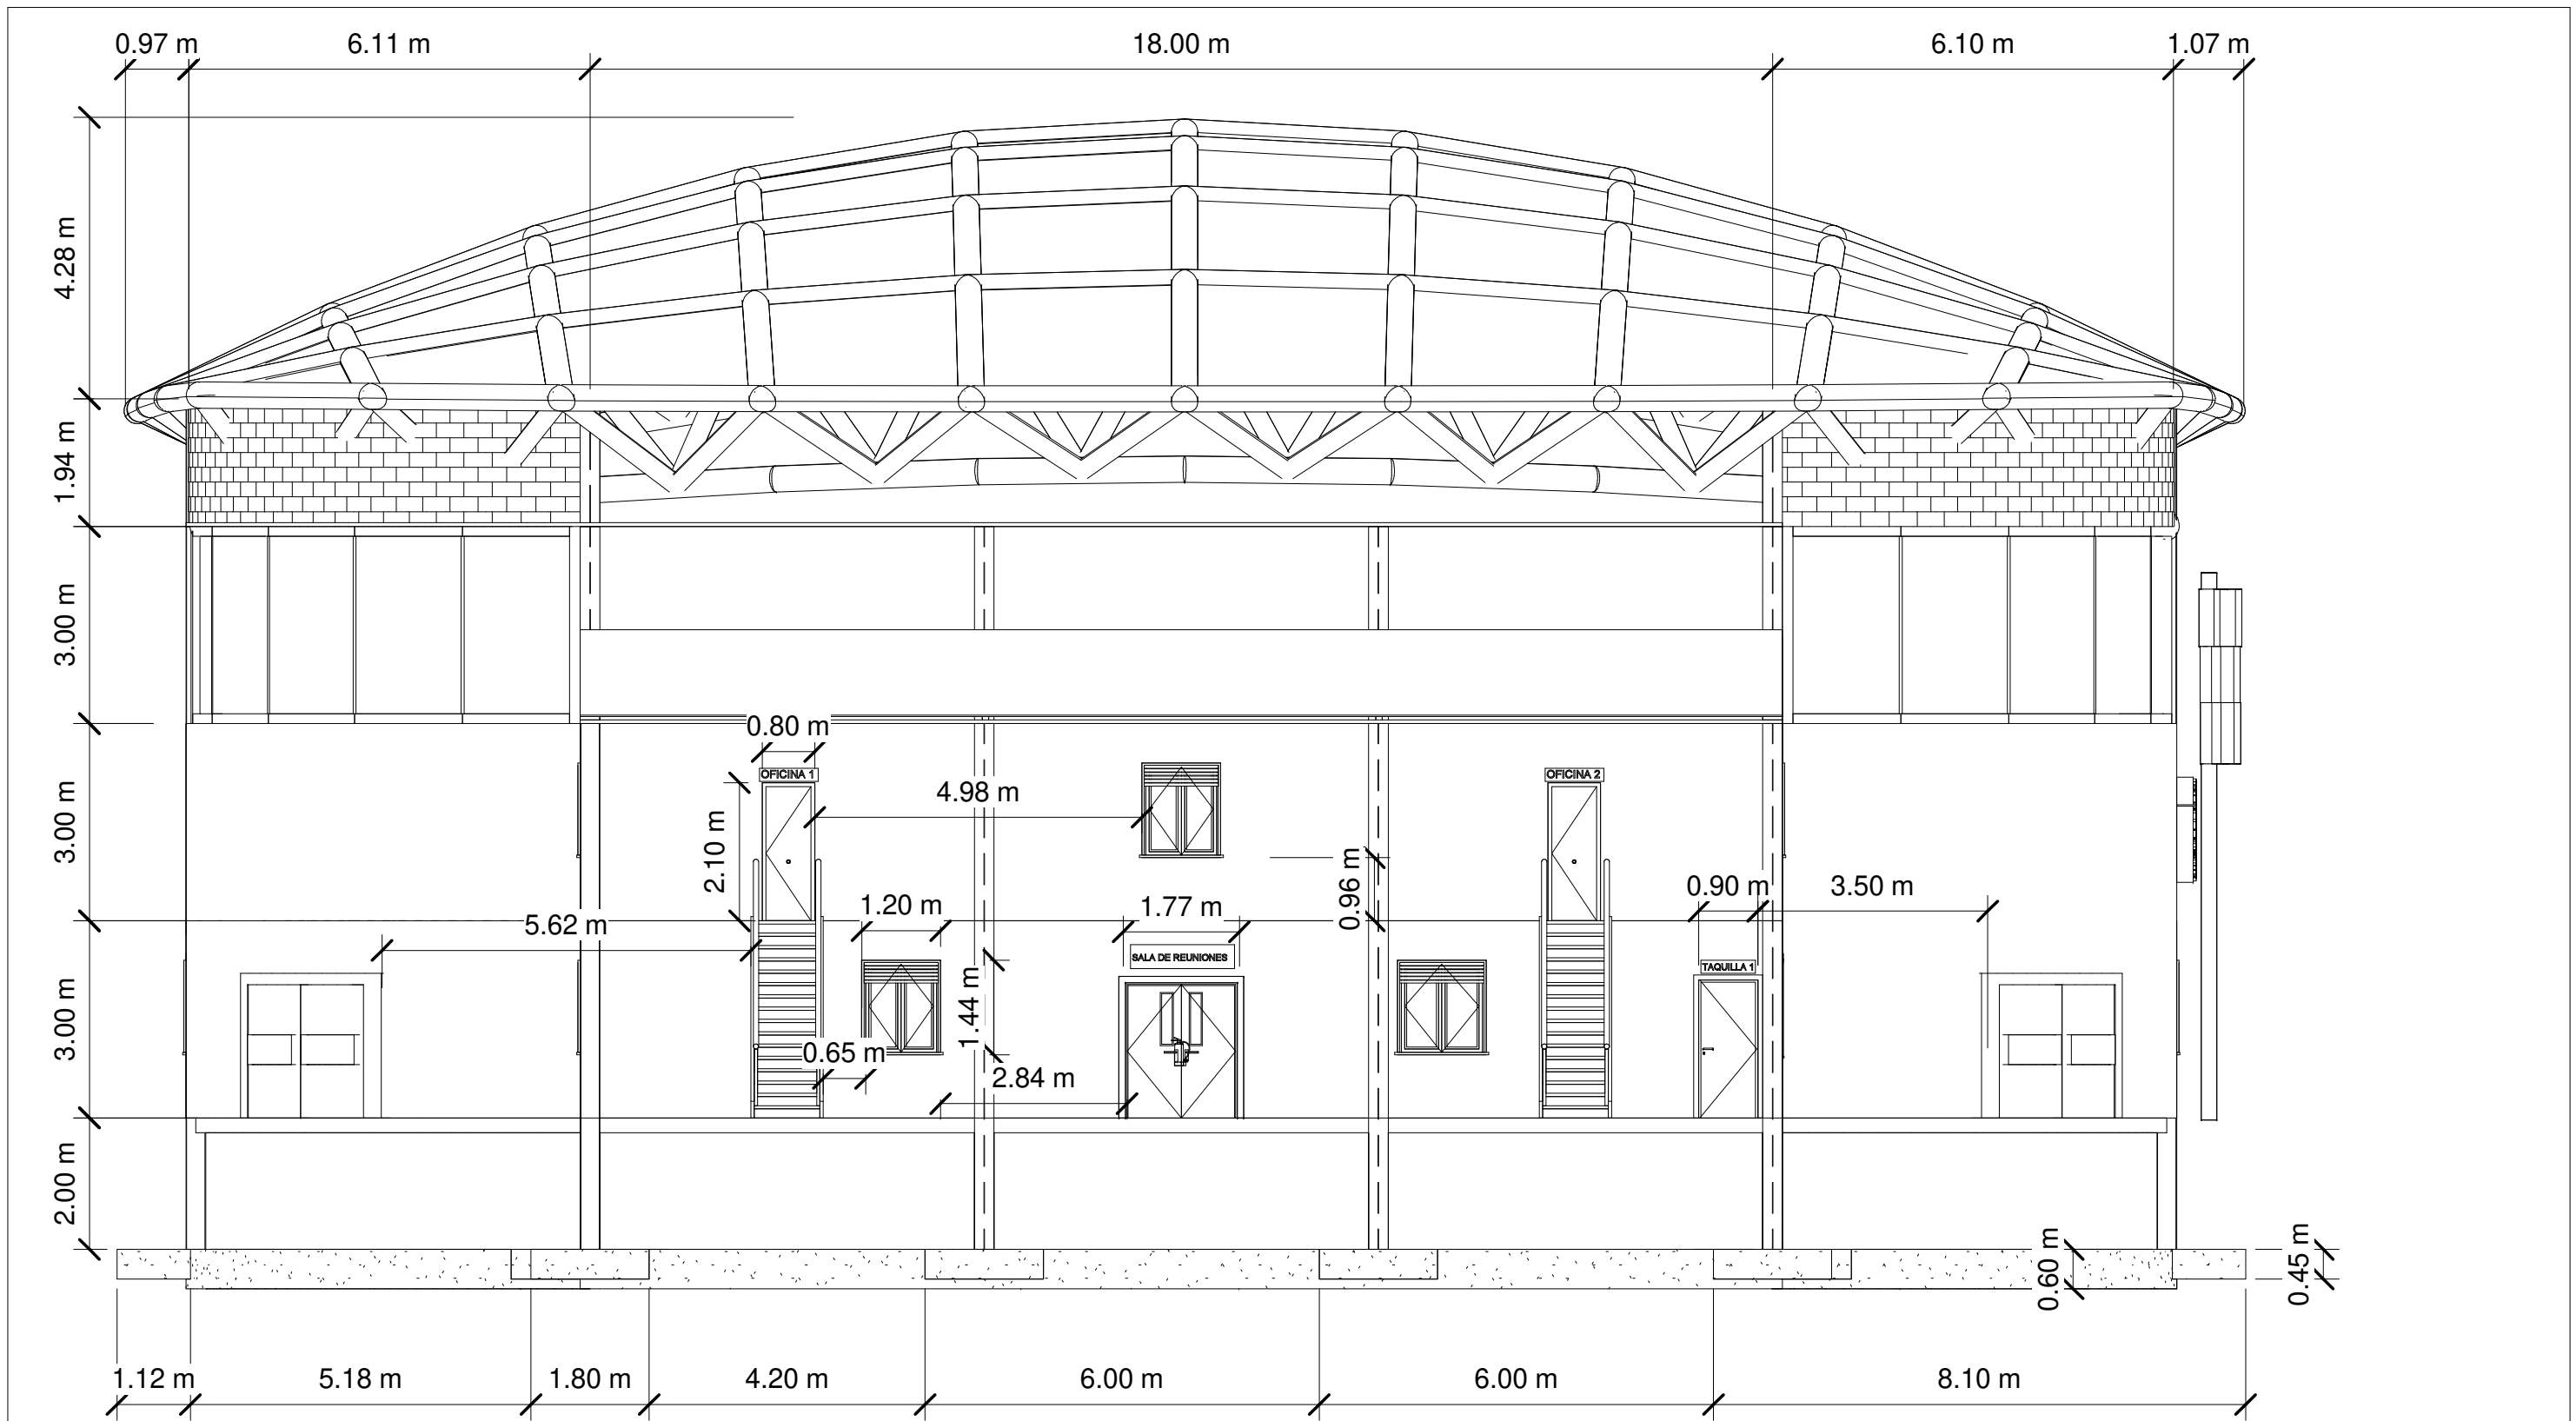 0.97 m 6.11 m 18.00 m 6.10 m 1.07 m
4.28 m
1.94 m
3.00 m
0.80 m
OFICINA 1 OFICINA 2
4.98 m
3.00 m
2.10 m
0.96 m
0.90 m 3.50 m
1.20 m 1.77 m
5.62 m
SALA DE REUNIONES
TAQUILLA 1
3.00 m
1.44 m
0.65 m
2.84 m
2.00 m
0.60 m
0.45 m
1.12 m 5.18 m 1.80 m 4.20 m 6.00 m 6.00 m 8.10 m